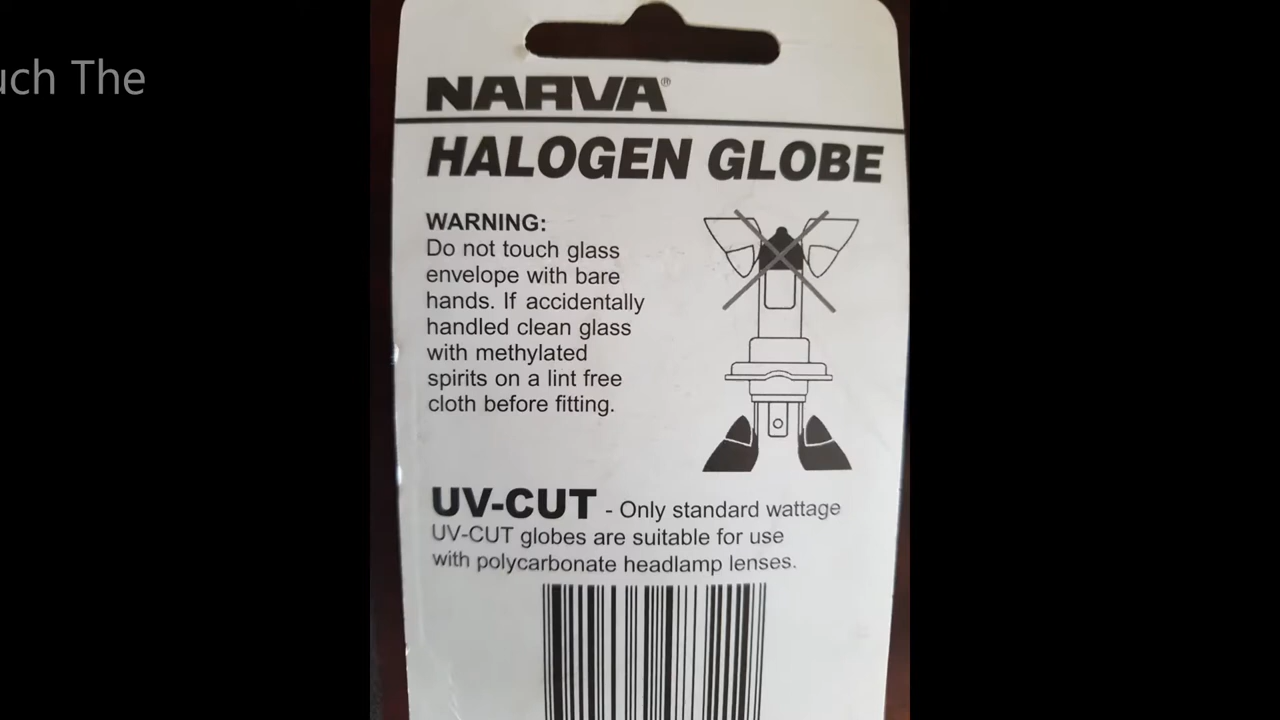 uch The
NARVA®
HALOGEN GLOBE
WARNING:
Do not touch glass
envelope with bare
hands. If accidentally
handled clean glass
with methylated
spirits on a lint free
cloth before fitting.
UV-CUT - Only standard wattage
UV-CUT globes are suitable for use
with polycarbonate headlamp lenses.